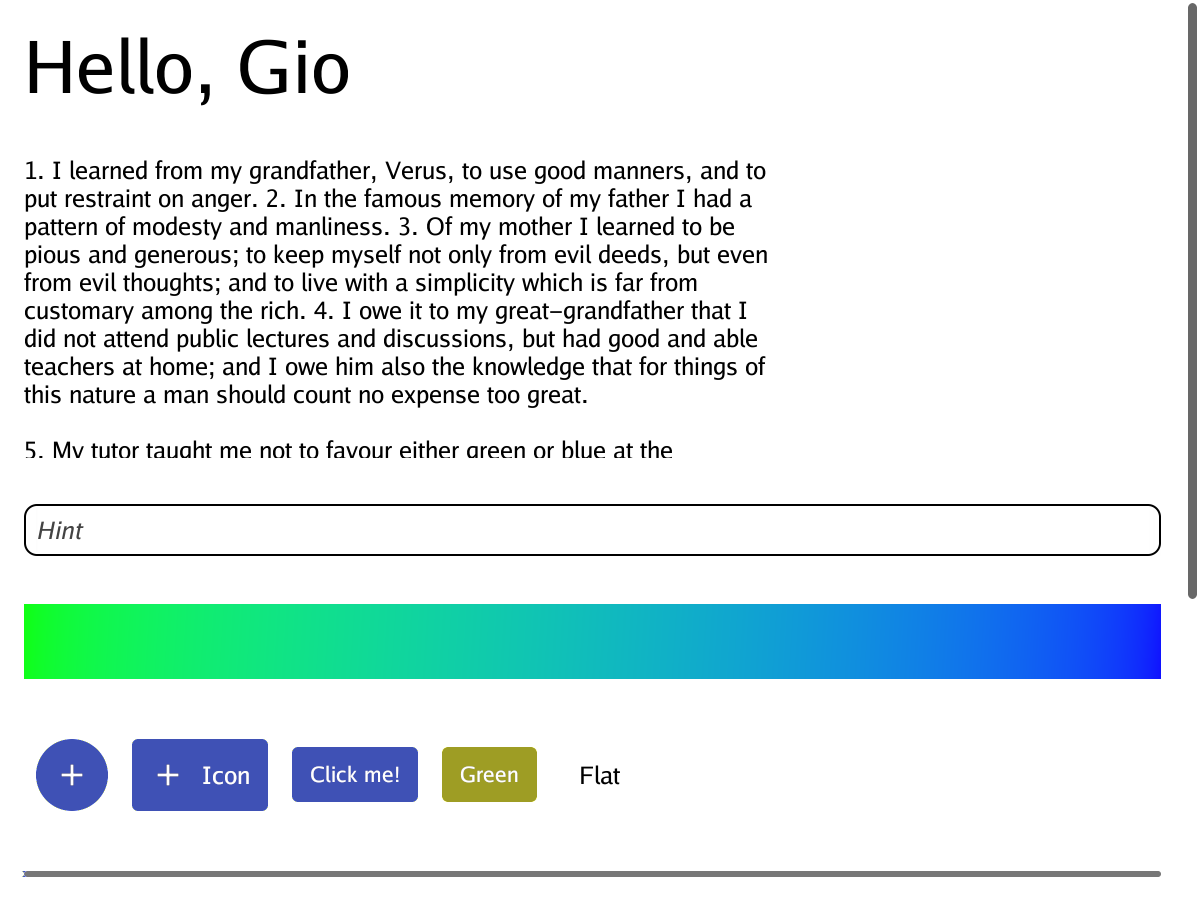 Hello, Gio
1. I learned from my grandfather, Verus, to use good manners, and to
put restraint on anger. 2. In the famous memory of my father I had a
pattern of modesty and manliness. 3. Of my mother I learned to be
pious and generous; to keep myself not only from evil deeds, but even
from evil thoughts; and to live with a simplicity which is far from
customary among the rich. 4. I owe it to my great–grandfather that I
did not attend public lectures and discussions, but had good and able
teachers at home; and I owe him also the knowledge that for things of
this nature a man should count no expense too great.
5. My tutor taught me not to favour either green or blue at the
Hint
+
+ Icon
Click me!
Green
Flat